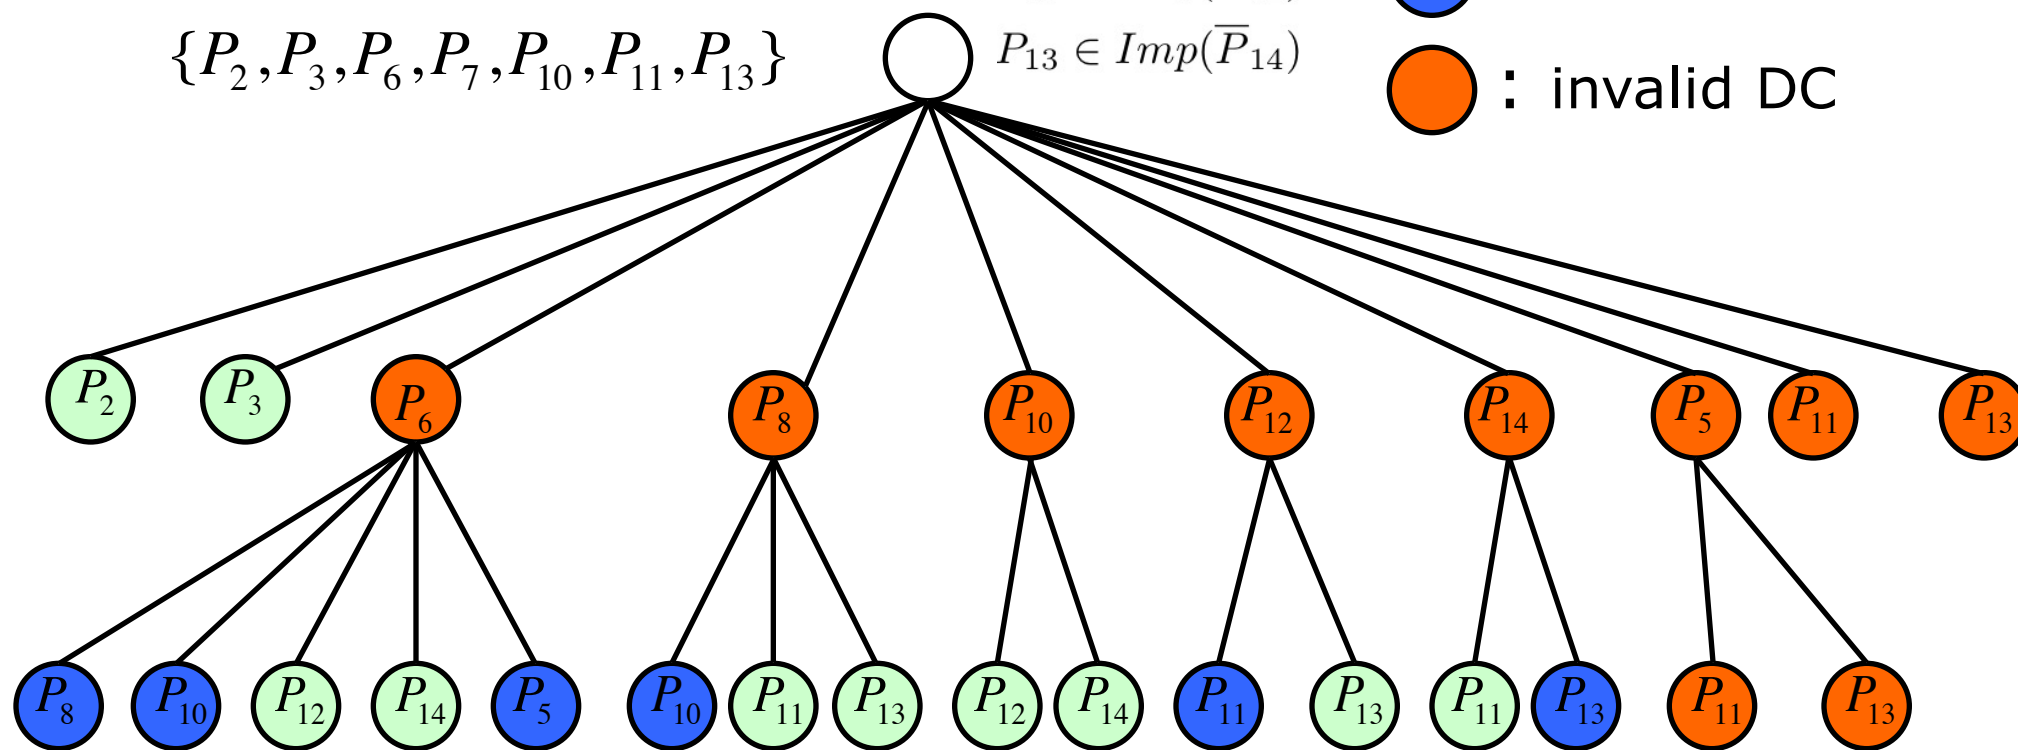 {P₂,P₃,P₆,P₇,P₁₀,P₁₁,P₁₃}
P₁₃ ∈ Imp(P̅₁₄)
: invalid DC
P₂ P₃ P₆ P₈ P₁₀ P₁₂ P₁₄ P₅ P₁₁ P₁₃
P₈ P₁₀ P₁₂ P₁₄ P₅ P₁₀ P₁₁ P₁₃ P₁₂ P₁₄ P₁₁ P₁₃ P₁₁ P₁₃ P₁₁ P₁₃